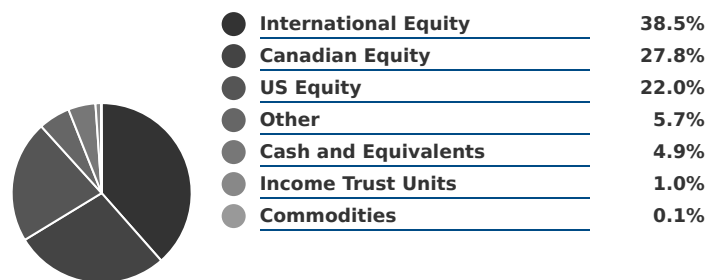 International Equity 38.5%
Canadian Equity 27.8%
US Equity 22.0%
Other 5.7%
Cash and Equivalents 4.9%
Income Trust Units 1.0%
Commodities 0.1%